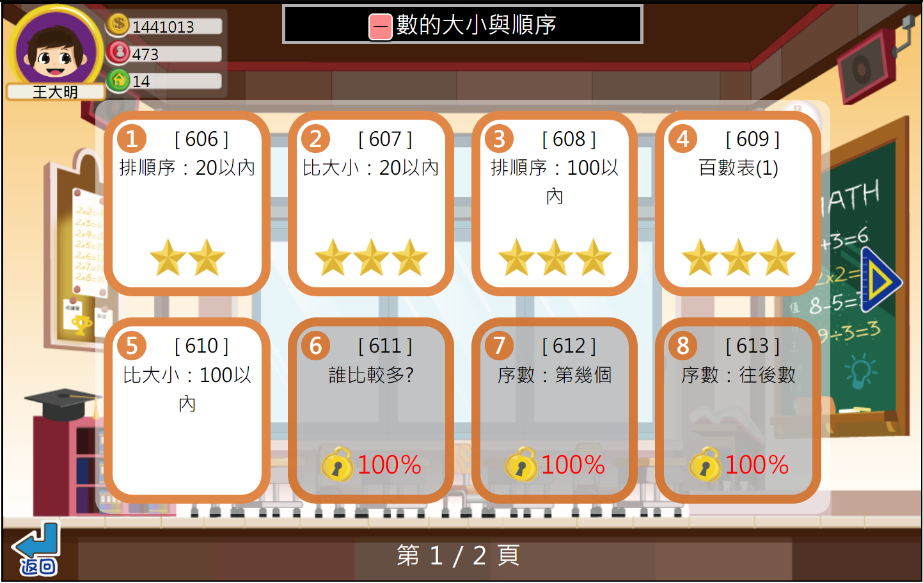 一 數的大小與順序
1441013
473
14
王大明
1 [ 606 ]
排順序：20以內
2 [ 607 ]
比大小：20以內
3 [ 608 ]
排順序：100以
內
4 [ 609 ]
百數表(1)
5 [ 610 ]
比大小：100以
內
6 [ 611 ]
誰比較多?
100%
7 [ 612 ]
序數：第幾個
100%
8 [ 613 ]
序數：往後數
100%
MATH
+3=6
2x2=
8-5=
9÷3=3
返回
第 1 / 2 頁